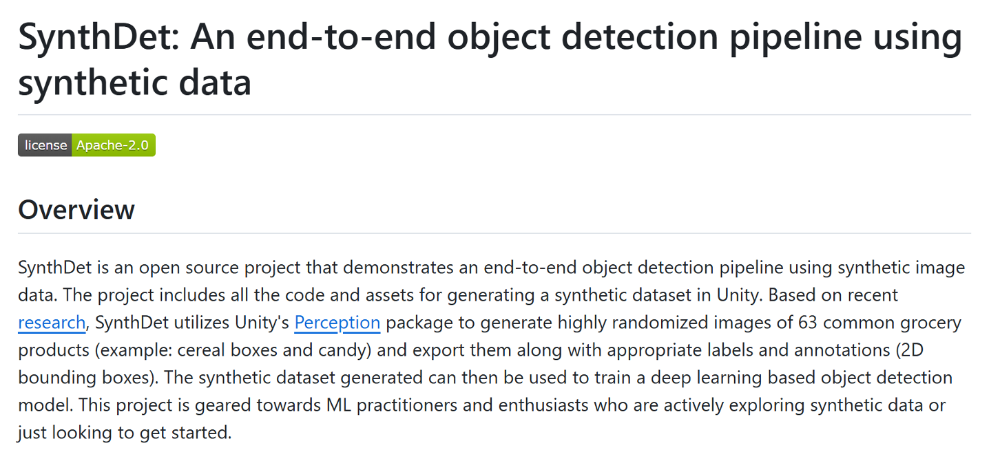 SynthDet: An end-to-end object detection pipeline using
synthetic data
license Apache-2.0
Overview
SynthDet is an open source project that demonstrates an end-to-end object detection pipeline using synthetic image
data. The project includes all the code and assets for generating a synthetic dataset in Unity. Based on recent
research, SynthDet utilizes Unity's Perception package to generate highly randomized images of 63 common grocery
products (example: cereal boxes and candy) and export them along with appropriate labels and annotations (2D
bounding boxes). The synthetic dataset generated can then be used to train a deep learning based object detection
model. This project is geared towards ML practitioners and enthusiasts who are actively exploring synthetic data or
just looking to get started.